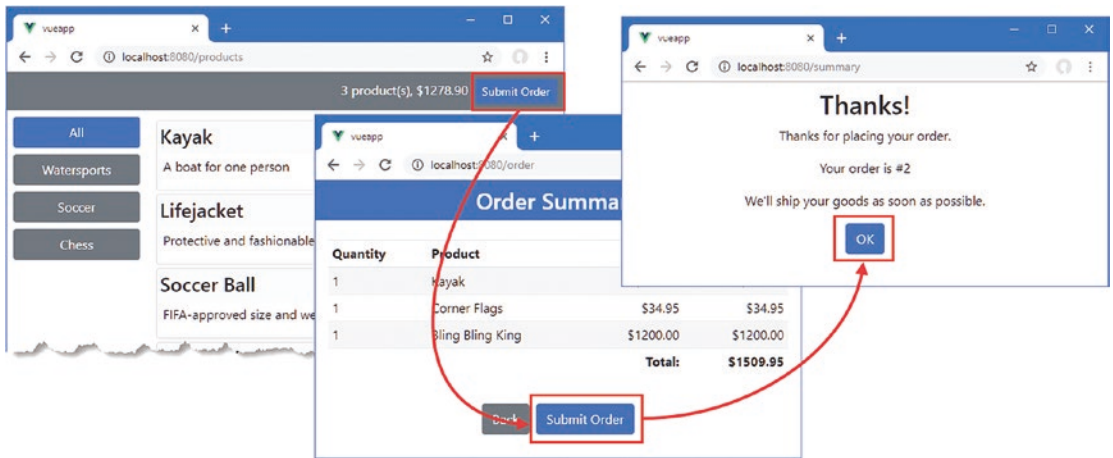 vueapp
localhost:8080/products
3 product(s), $1278.90 Submit Order
All
Watersports
Soccer
Chess
Kayak
A boat for one person
Lifejacket
Protective and fashionable
Soccer Ball
FIFA-approved size and we
vueapp
localhost:8080/order
Order Summa
Quantity Product
1 Kayak
1 Corner Flags $34.95 $34.95
1 Bling Bling King $1200.00 $1200.00
Total: $1509.95
Back Submit Order
vueapp
localhost:8080/summary
Thanks!
Thanks for placing your order.
Your order is #2
We'll ship your goods as soon as possible.
OK